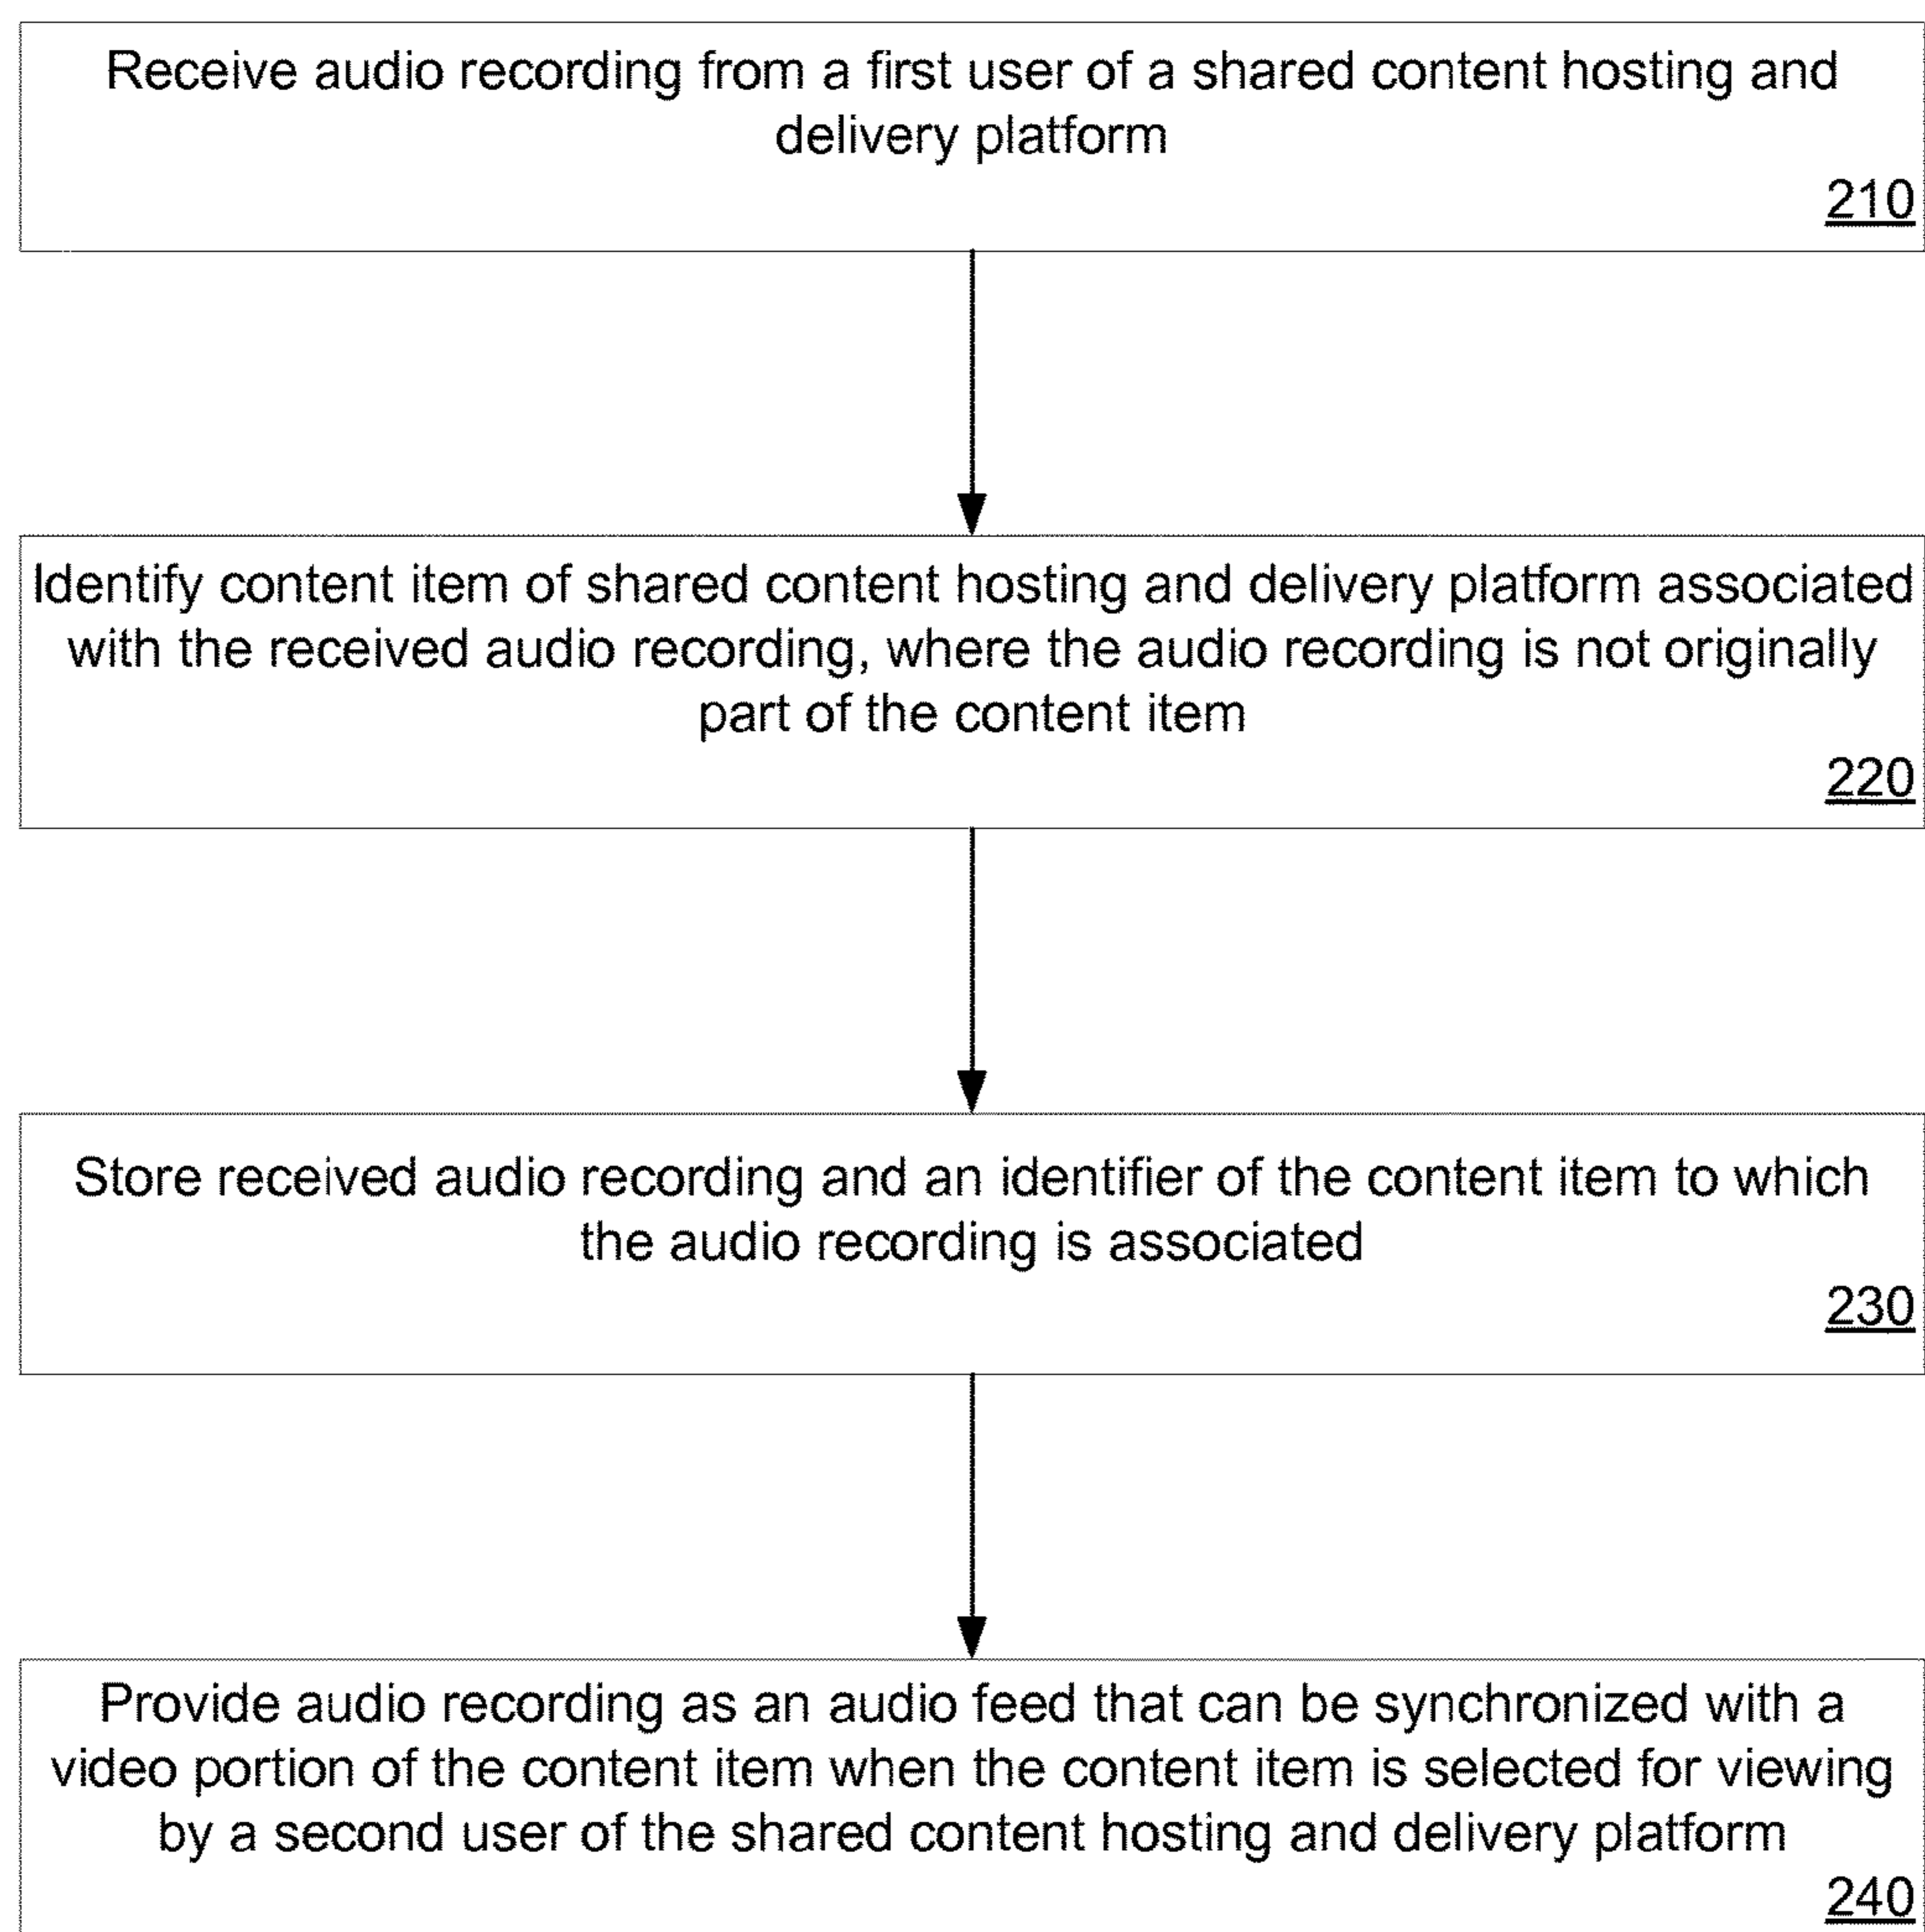 Receive audio recording from a first user of a shared content hosting and
delivery platform
210
Identify content item of shared content hosting and delivery platform associated
with the received audio recording, where the audio recording is not originally
part of the content item
220
Store received audio recording and an identifier of the content item to which
the audio recording is associated
230
Provide audio recording as an audio feed that can be synchronized with a
video portion of the content item when the content item is selected for viewing
by a second user of the shared content hosting and delivery platform
240